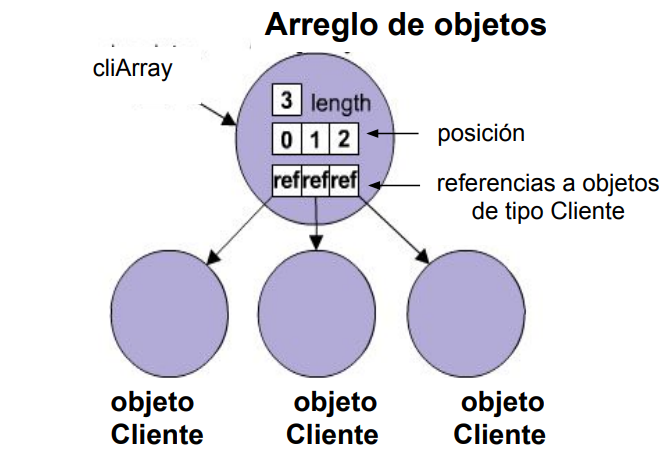 Arreglo de objetos
cliArray
3 length
0 1 2
posición
ref ref ref
referencias a objetos
de tipo Cliente
objeto
Cliente
objeto
Cliente
objeto
Cliente